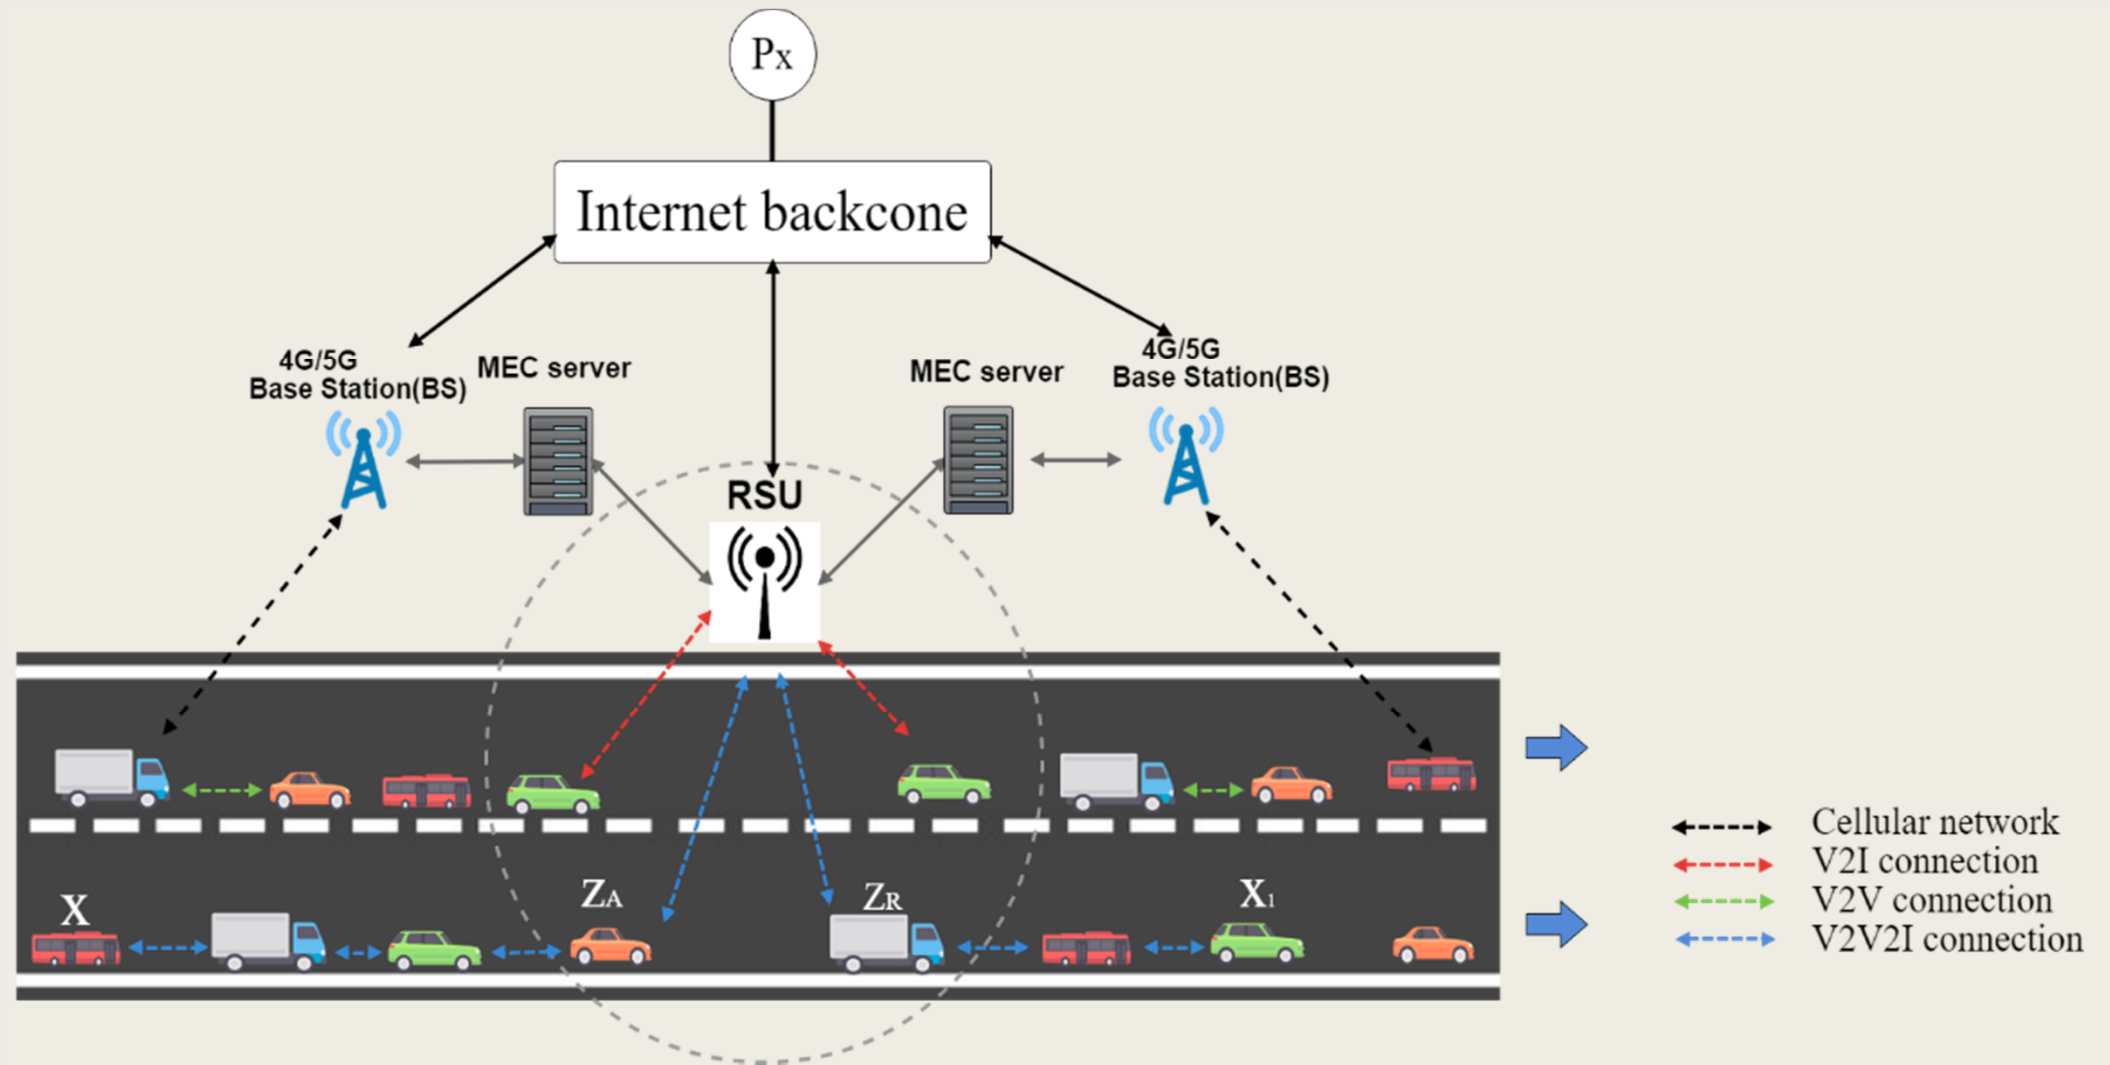 Px
Internet backcone
4G/5G
Base Station(BS)
MEC server
MEC server
4G/5G
Base Station(BS)
RSU
X
ZA
ZR
X1
Cellular network
V2I connection
V2V connection
V2V2I connection